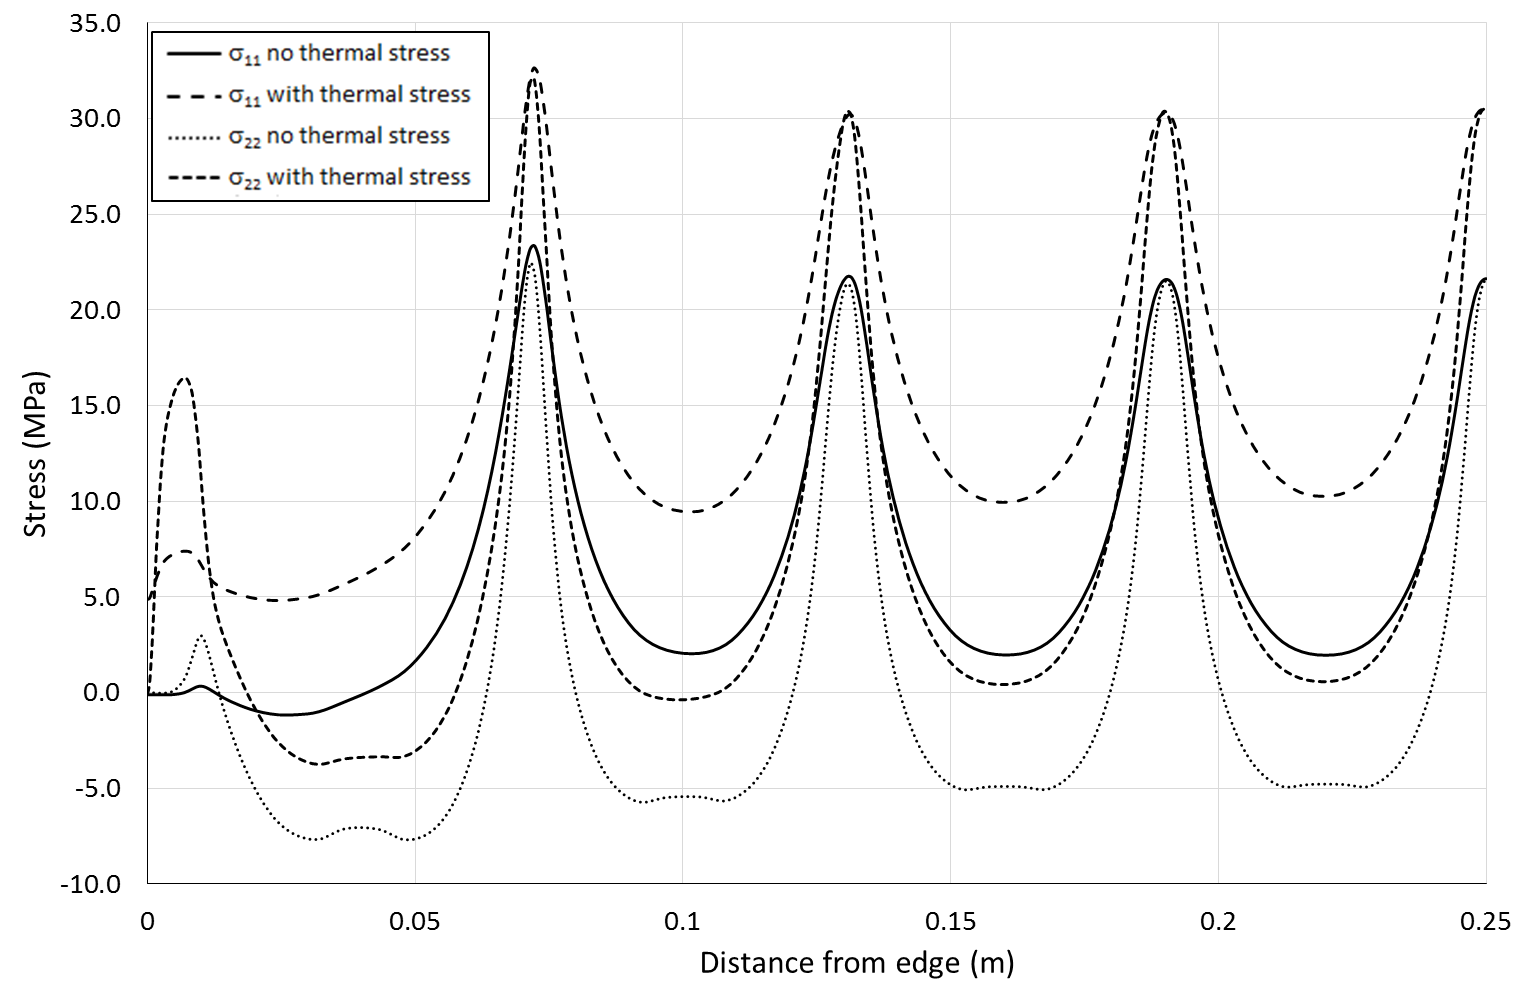 35.0
30.0
25.0
20.0
15.0
10.0
5.0
0.0
-5.0
-10.0
Stress (MPa)
σ₁₁ no thermal stress
σ₁₁ with thermal stress
σ₂₂ no thermal stress
σ₂₂ with thermal stress
0 0.05 0.1 0.15 0.2 0.25
Distance from edge (m)